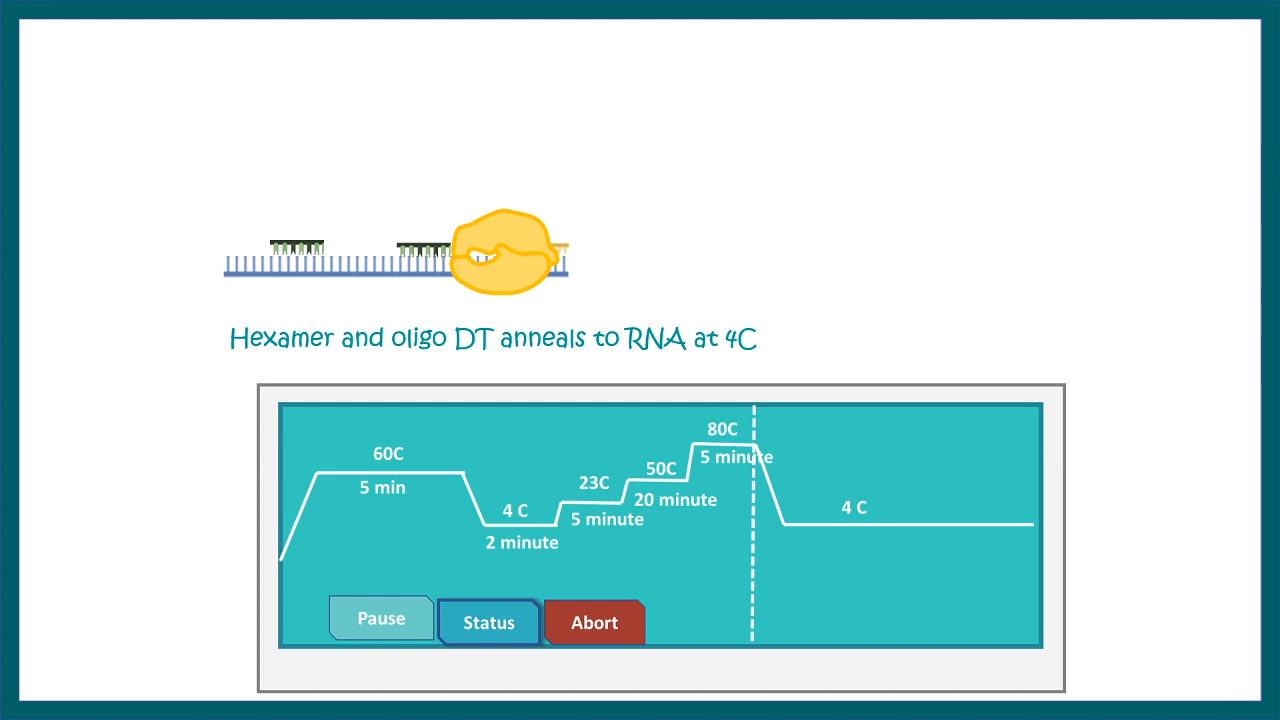 Hexamer and oligo DT anneals to RNA at 4C
80C
5 minute
60C
5 min
50C
20 minute
23C
5 minute
4 C
2 minute
4 C
Pause
Status
Abort